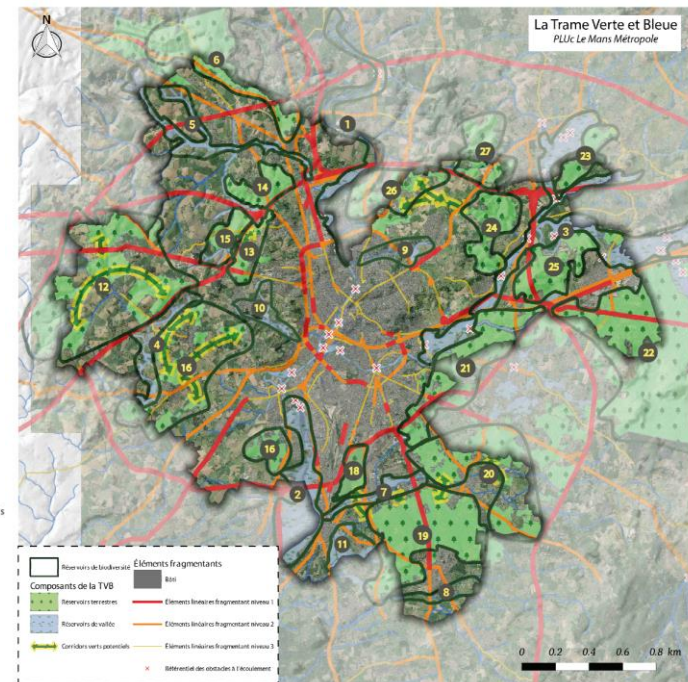 N
La Trame Verte et Bleue
PLUc Le Mans Métropole
6
5
1
27
23
14
26
24
3
15
13
9
25
12
10
4
16
22
21
16
18
20
2
7
19
11
8
s
Réservoirs de biodiversité
Composants de la TVB
Réservoirs terrestres
Réservoirs de vallée
Corridors verts potentiels
Éléments fragmentants
Bâti
Éléments linéaires fragmentant niveau 1
Éléments linéaires fragmentant niveau 2
Éléments linéaires fragmentant niveau 3
Référentiel des obstacles à l'écoulement
0 0.2 0.4 0.6 0.8 km